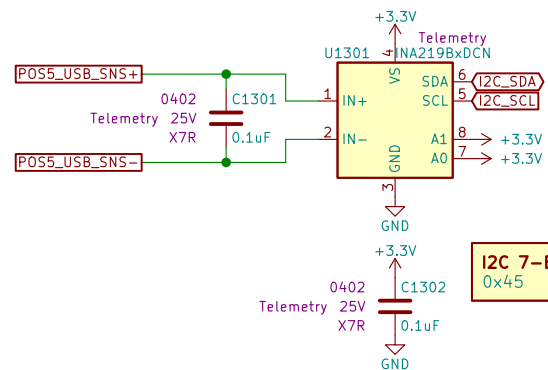 +3.3V
Telemetry
U1301
INA219BxDCN
POS5_USB_SNS+
0402
C1301
Telemetry
25V
X7R
0.1uF
POS5_USB_SNS-
4
VS
1
IN+
2
IN-
SDA
6
I2C_SDA
SCL
5
I2C_SCL
A1
8
+3.3V
A0
7
+3.3V
GND
3
GND
+3.3V
0402
C1302
Telemetry
25V
X7R
0.1uF
GND
I2C 7-
0x45